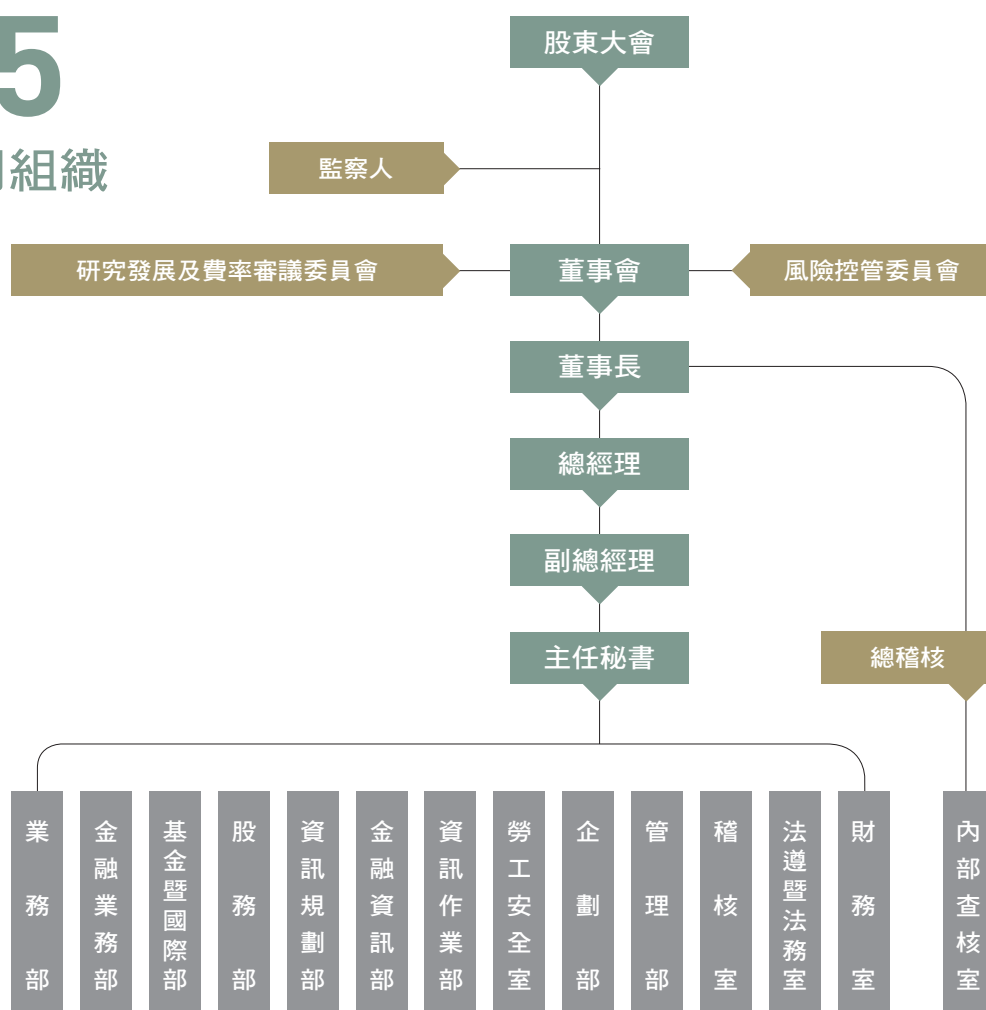 5
組織
股東大會
監察人
研究發展及費率審議委員會
董事會
風險控管委員會
董事長
總經理
副總經理
主任秘書
總稽核
業務部
金融業務部
基金暨國際部
股務部
資訊規劃部
金融資訊部
資訊作業部
勞工安全室
企劃部
管理部
稽核室
法遵暨法務室
財務室
內部查核室